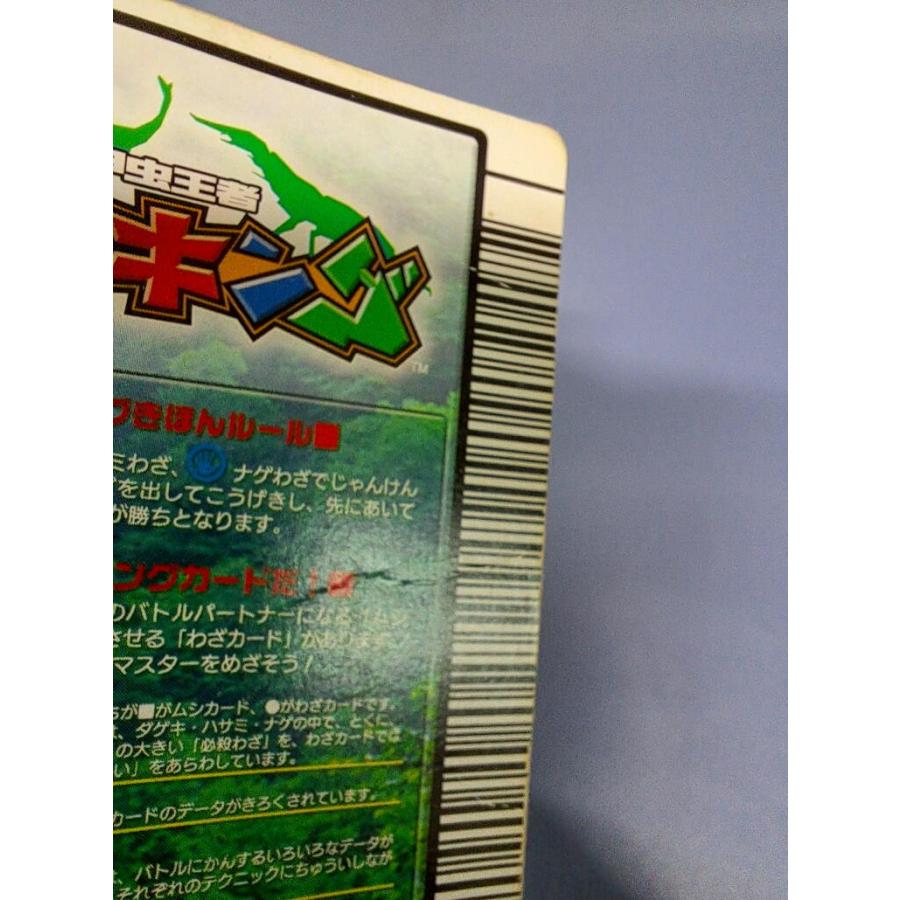 虫王者
キング
TM
きほんルール■
ミわざ、 ナゲわざでじゃんけん
を出してこうげきし、先にあいて
が勝ちとなります。
ングカードだ!■
のバトルパートナーになる「ムシ
させる「わざカード」があります。
マスターをめざそう!
ちが■がムシカード、●がわざカードです。
は、ダゲキ・ハサミ・ナゲの中で、とくに、
の大きい「必殺わざ」を、わざカードでは
い」をあらわしています。
カードのデータがきろくされています。
は、バトルにかんするいろいろなデータが
それぞれのテクニックにちゅういしなが